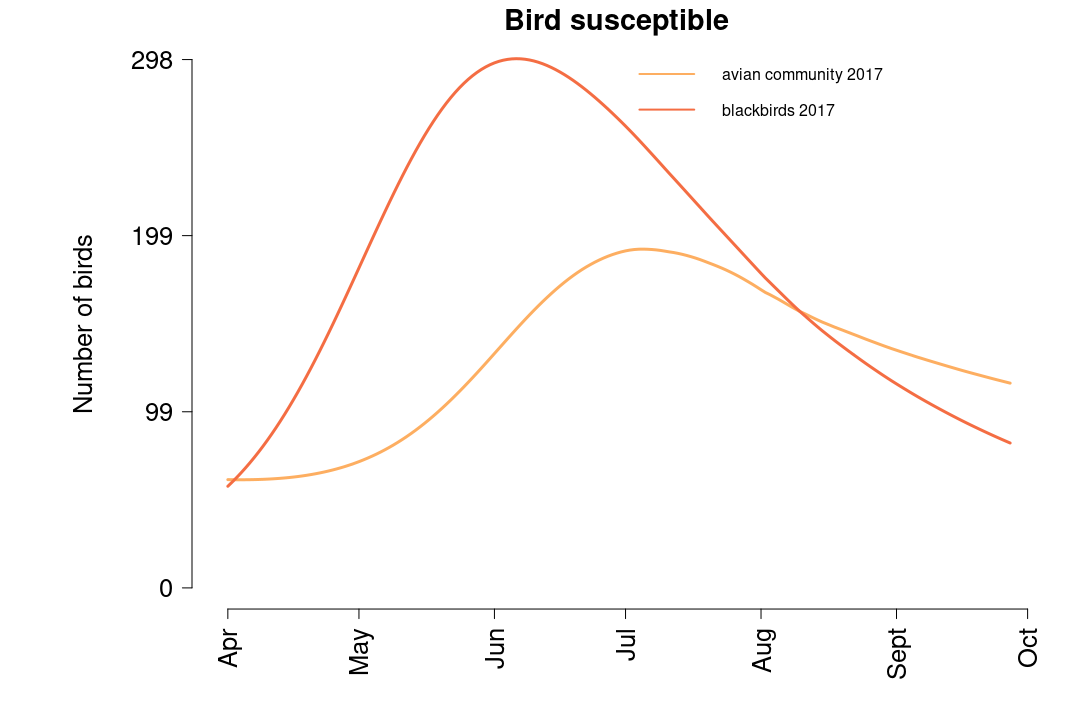 Bird susceptible
298
avian community 2017
blackbirds 2017
199
Number of birds
99
0
Apr
May
Jun
Jul
Aug
Sept
Oct